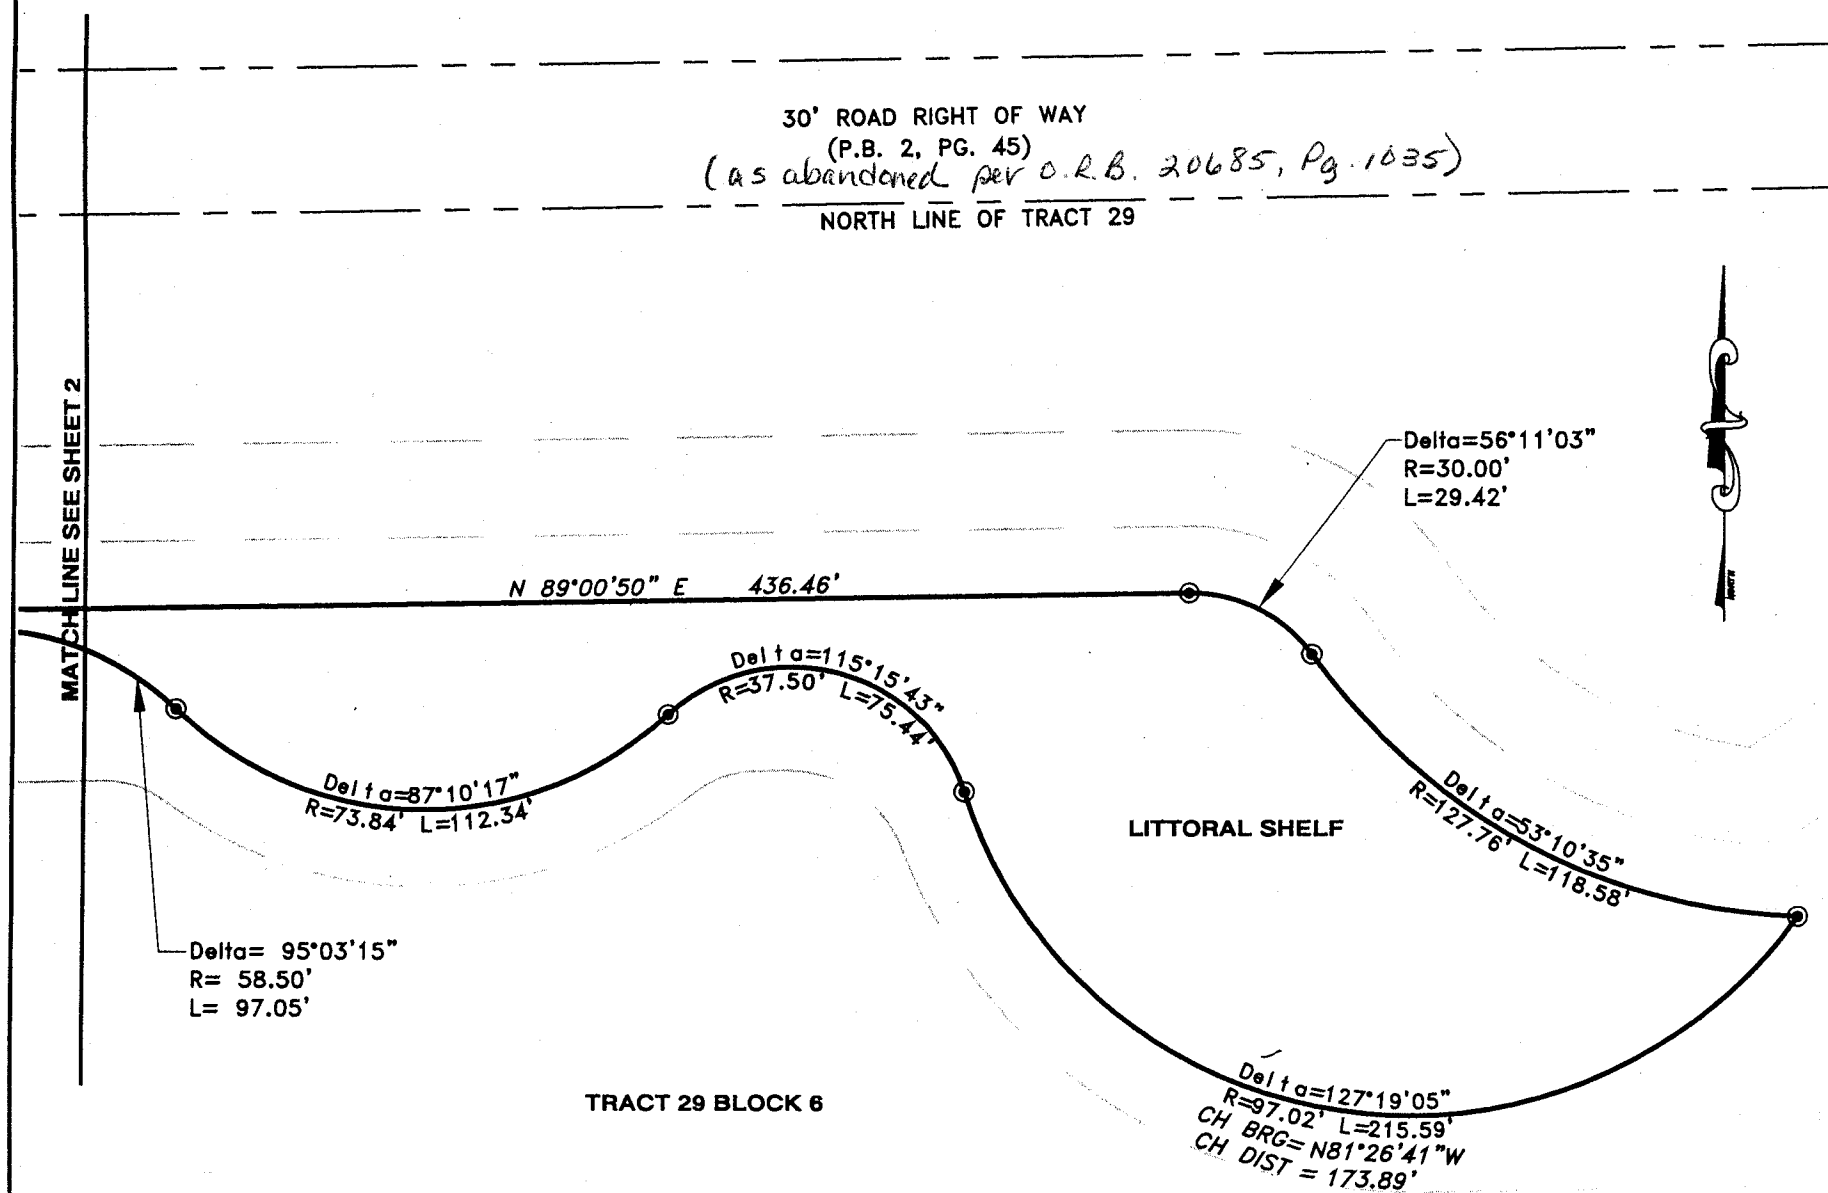 30' ROAD RIGHT OF WAY
(P.B. 2, PG. 45)
(as abandoned per O.R.B. 20685, Pg. 1035)
NORTH LINE OF TRACT 29
MATCH LINE SEE SHEET 2
NORTH
Delta=56°11'03"
R=30.00'
L=29.42'
N 89°00'50" E 436.46'
Delta=115°15'43"
R=37.50' L=75.44'
Delta=87°10'17"
R=73.84' L=112.34'
LITTORAL SHELF
Delta=53°10'35"
R=127.76' L=118.58'
Delta= 95°03'15"
R= 58.50'
L= 97.05'
TRACT 29 BLOCK 6
Delta=127°19'05"
R=97.02' L=215.59'
CH BRG= N81°26'41"W
CH DIST = 173.89'